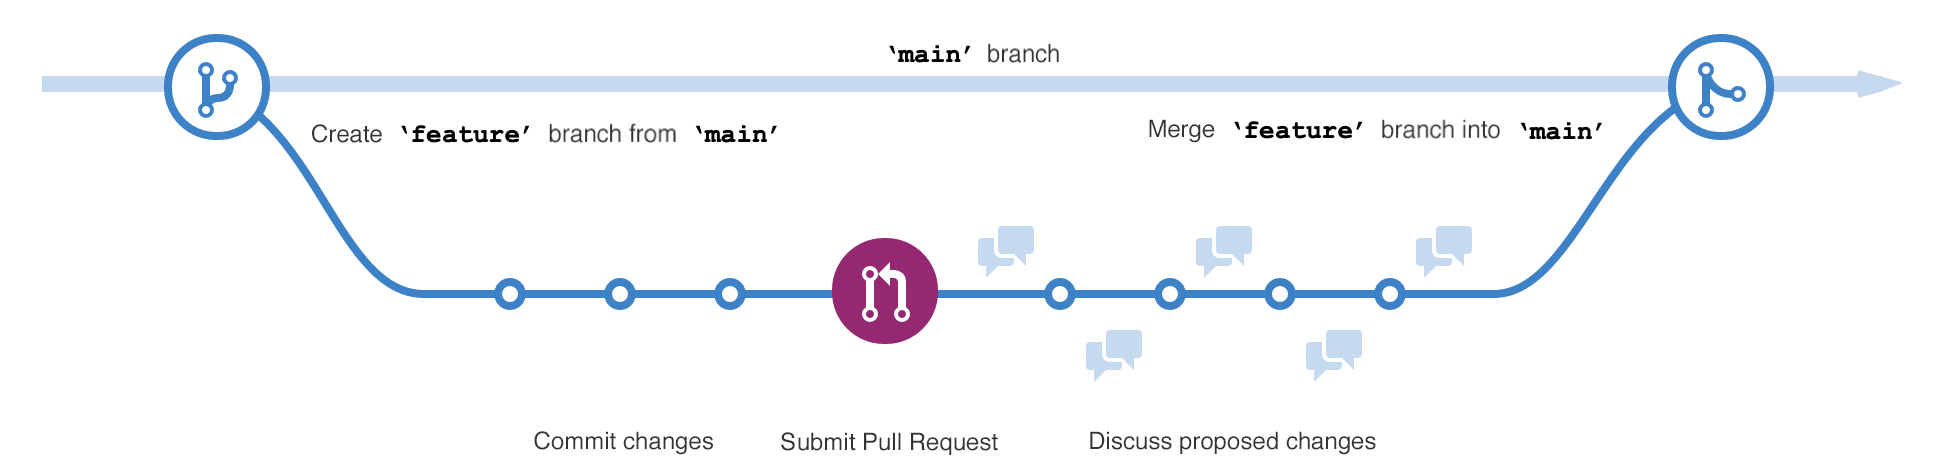 ‘main’ branch
Create ‘feature’ branch from ‘main’
Merge ‘feature’ branch into ‘main’
Commit changes
Submit Pull Request
Discuss proposed changes